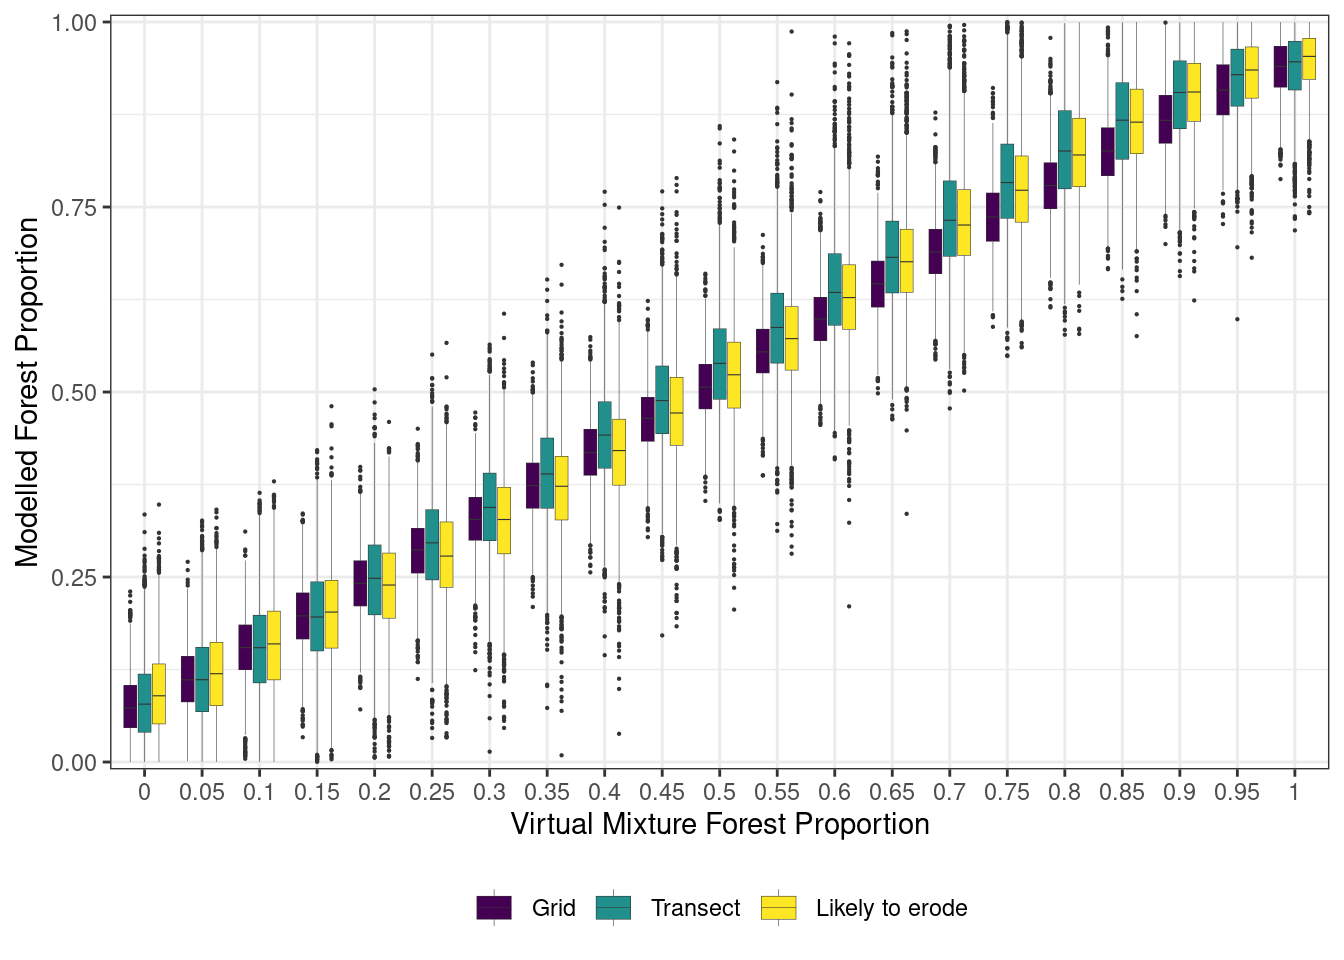 Modelled Forest Proportion
1.00
0.75
0.50
0.25
0.00
0 0.05 0.1 0.15 0.2 0.25 0.3 0.35 0.4 0.45 0.5 0.55 0.6 0.65 0.7 0.75 0.8 0.85 0.9 0.95 1
Virtual Mixture Forest Proportion
Grid Transect Likely to erode